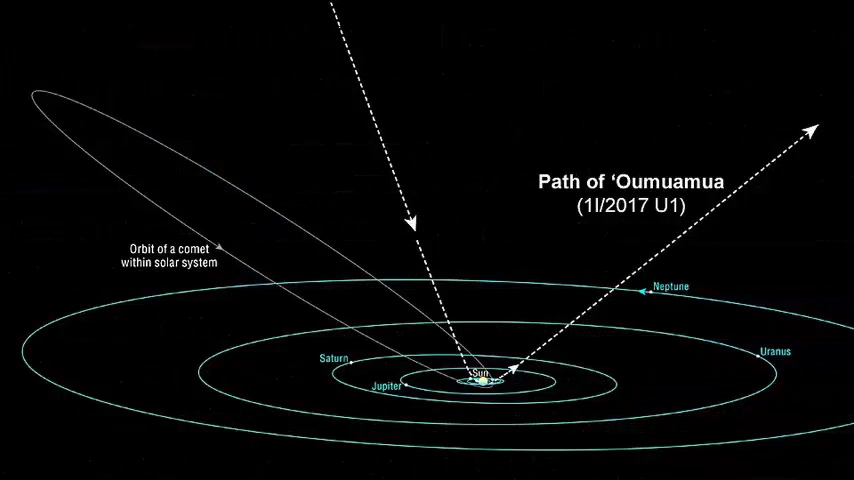 Path of ‘Oumuamua
(1I/2017 U1)
Orbit of a comet
within solar system
Neptune
Uranus
Saturn
Sun
Jupiter